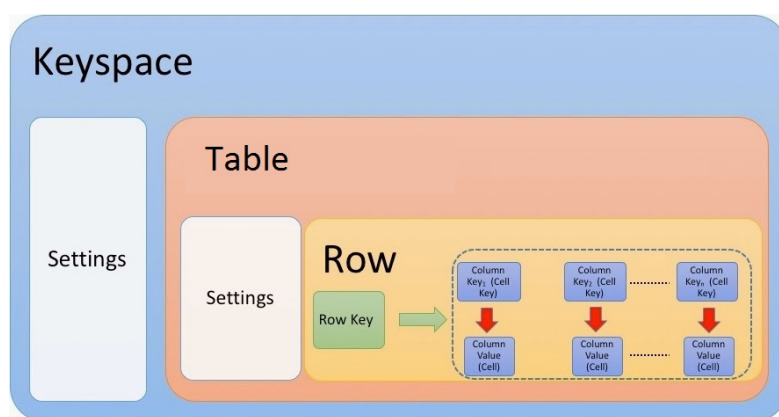 Keyspace
Table
Settings
Settings
Row
Row Key
Column
Key₁ (Cell
Key)
Column
Key₂ (Cell
Key)
Column
Keyₙ (Cell
Key)
Column
Value
(Cell)
Column
Value
(Cell)
Column
Value
(Cell)